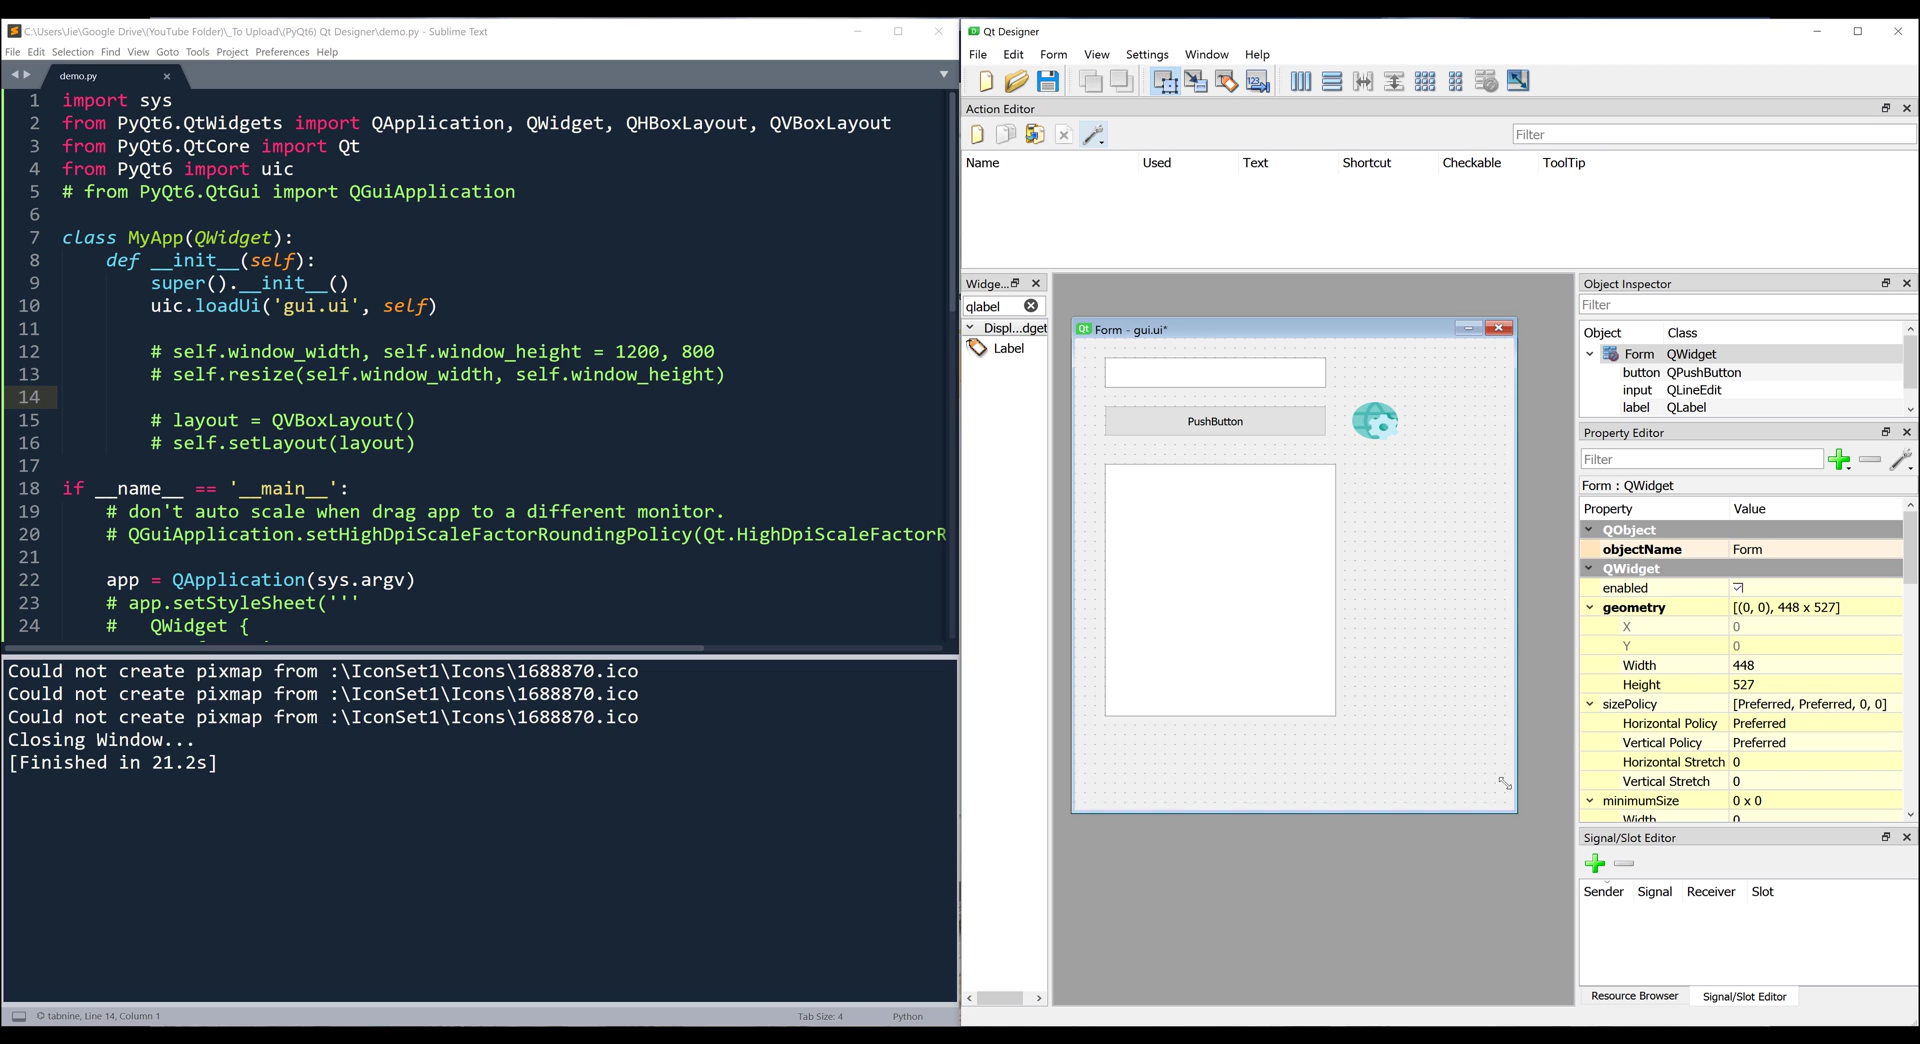 C:\Users\Jie\Google Drive\(YouTube Folder)\_To Upload\(PyQt6) Qt Designer\demo.py - Sublime Text
File Edit Selection Find View Goto Tools Project Preferences Help
demo.py
1 import sys
2 from PyQt6.QtWidgets import QApplication, QWidget, QHBoxLayout, QVBoxLayout
3 from PyQt6.QtCore import Qt
4 from PyQt6 import uic
5 # from PyQt6.QtGui import QGuiApplication
6
7 class MyApp(QWidget):
8 def __init__(self):
9 super().__init__()
10 uic.loadUi('gui.ui', self)
11
12 # self.window_width, self.window_height = 1200, 800
13 # self.resize(self.window_width, self.window_height)
14
15 # layout = QVBoxLayout()
16 # self.setLayout(layout)
17
18 if __name__ == '__main__':
19 # don't auto scale when drag app to a different monitor.
20 # QGuiApplication.setHighDpiScaleFactorRoundingPolicy(Qt.HighDpiScaleFactorR
21
22 app = QApplication(sys.argv)
23 # app.setStyleSheet('''
24 # QWidget {
Could not create pixmap from :\IconSet1\Icons\1688870.ico
Could not create pixmap from :\IconSet1\Icons\1688870.ico
Could not create pixmap from :\IconSet1\Icons\1688870.ico
Closing Window...
[Finished in 21.2s]
tabnine, Line 14, Column 1
Tab Size: 4
Python
Qt Designer
File Edit Form View Settings Window Help
Action Editor
Filter
Name Used Text Shortcut Checkable ToolTip
Widge...
qlabel
Displ...dget
Label
Qt Form - gui.ui*
PushButton
Object Inspector
Filter
Object Class
Form QWidget
button QPushButton
input QLineEdit
label QLabel
Property Editor
Filter
Form : QWidget
Property Value
QObject
objectName Form
QWidget
enabled
geometry [(0, 0), 448 x 527]
X 0
Y 0
Width 448
Height 527
sizePolicy [Preferred, Preferred, 0, 0]
Horizontal Policy Preferred
Vertical Policy Preferred
Horizontal Stretch 0
Vertical Stretch 0
minimumSize 0 x 0
Width 0
Signal/Slot Editor
Sender Signal Receiver Slot
Resource Browser Signal/Slot Editor